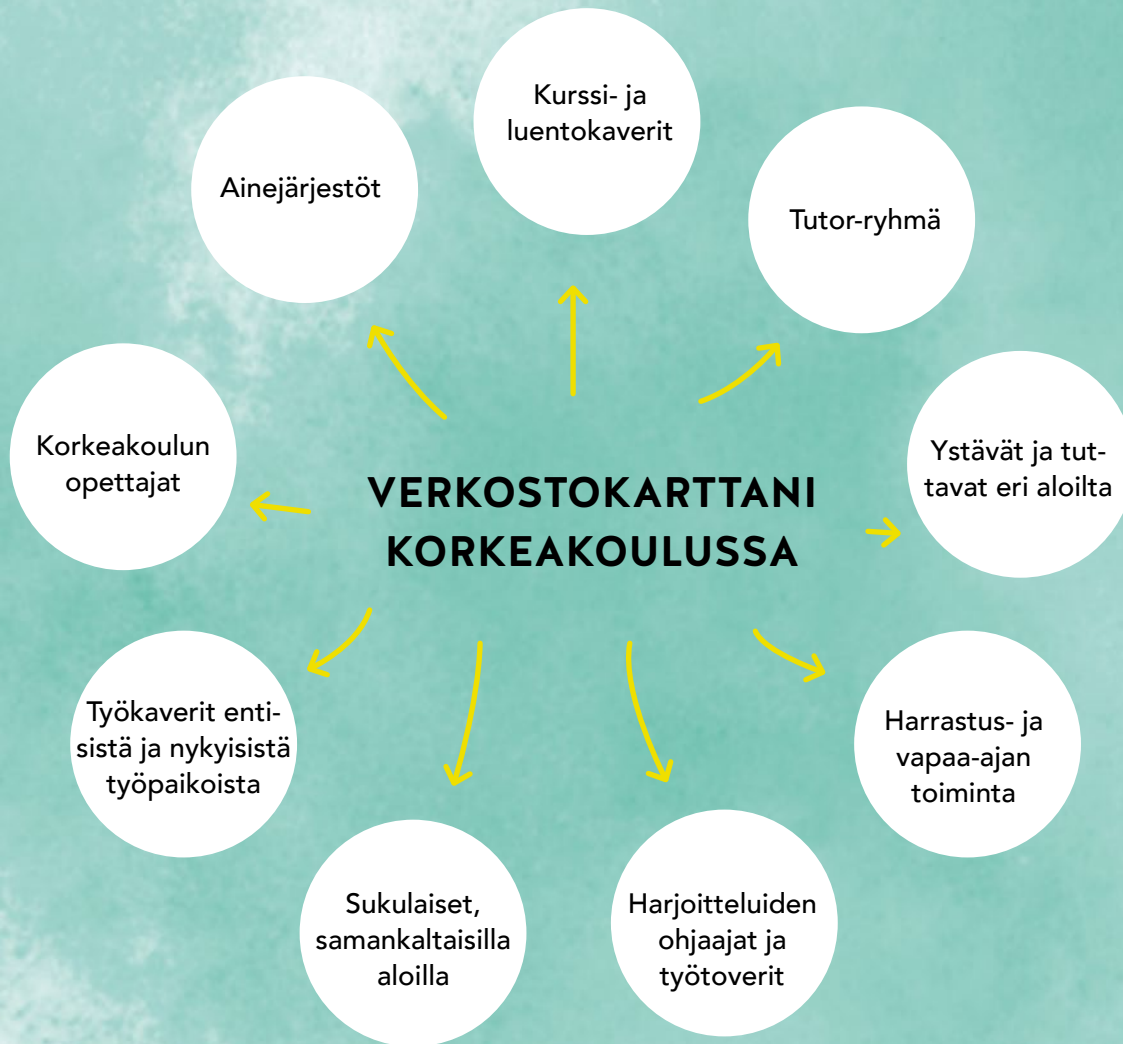 Kurssi- ja
luentokaverit
Ainejärjestöt
Tutor-ryhmä
Korkeakoulun
opettajat
VERKOSTOKARTTANI
KORKEAKOULUSSA
Ystävät ja tut-
tavat eri aloilta
Työkaverit enti-
sistä ja nykyisistä
työpaikoista
Harrastus- ja
vapaa-ajan
toiminta
Sukulaiset,
samankaltaisilla
aloilla
Harjoitteluiden
ohjaajat ja
työtoverit